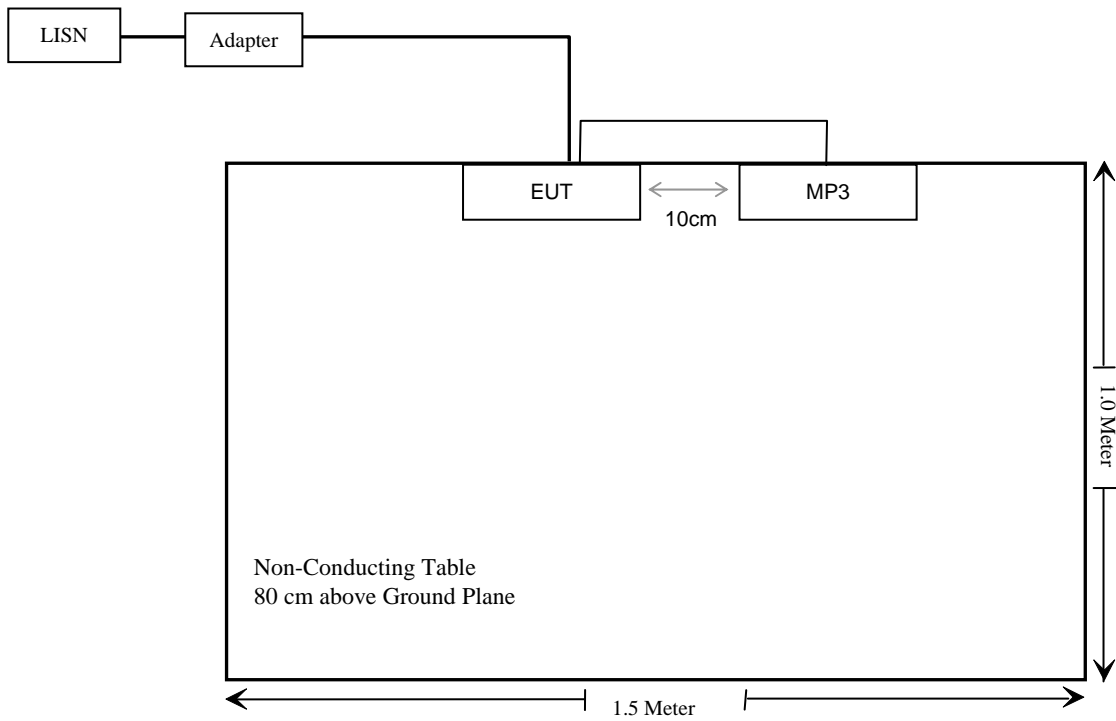 LISN
Adapter
EUT
MP3
10cm
1.0 Meter
Non-Conducting Table
80 cm above Ground Plane
1.5 Meter